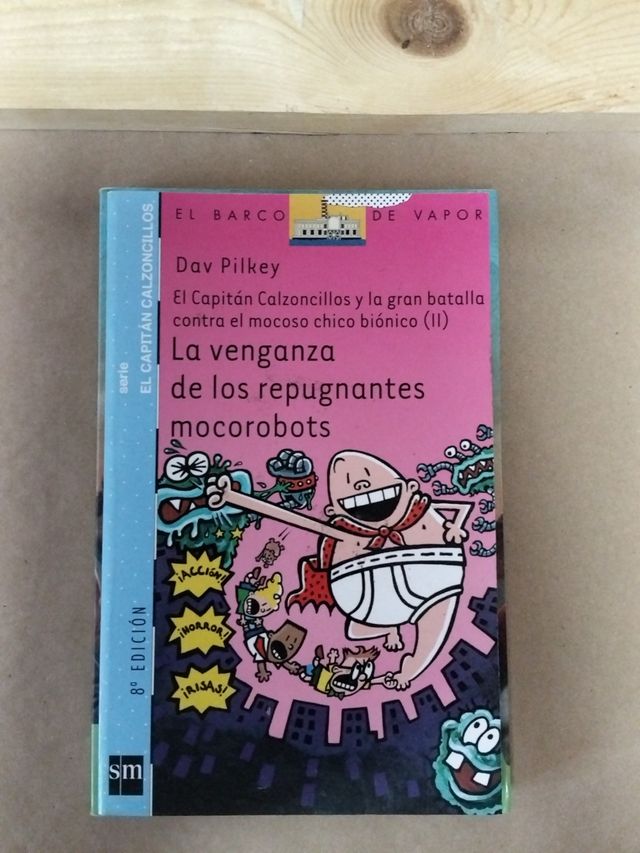 EL BARCO DE VAPOR
Dav Pilkey
El Capitán Calzoncillos y la gran batalla
contra el mocoso chico biónico (II)
La venganza
de los repugnantes
mocorobots
¡ACCIÓN!
¡HORROR!
¡RISAS!
serie
EL CAPITÁN CALZONCILLOS
8º EDICIÓN
sm